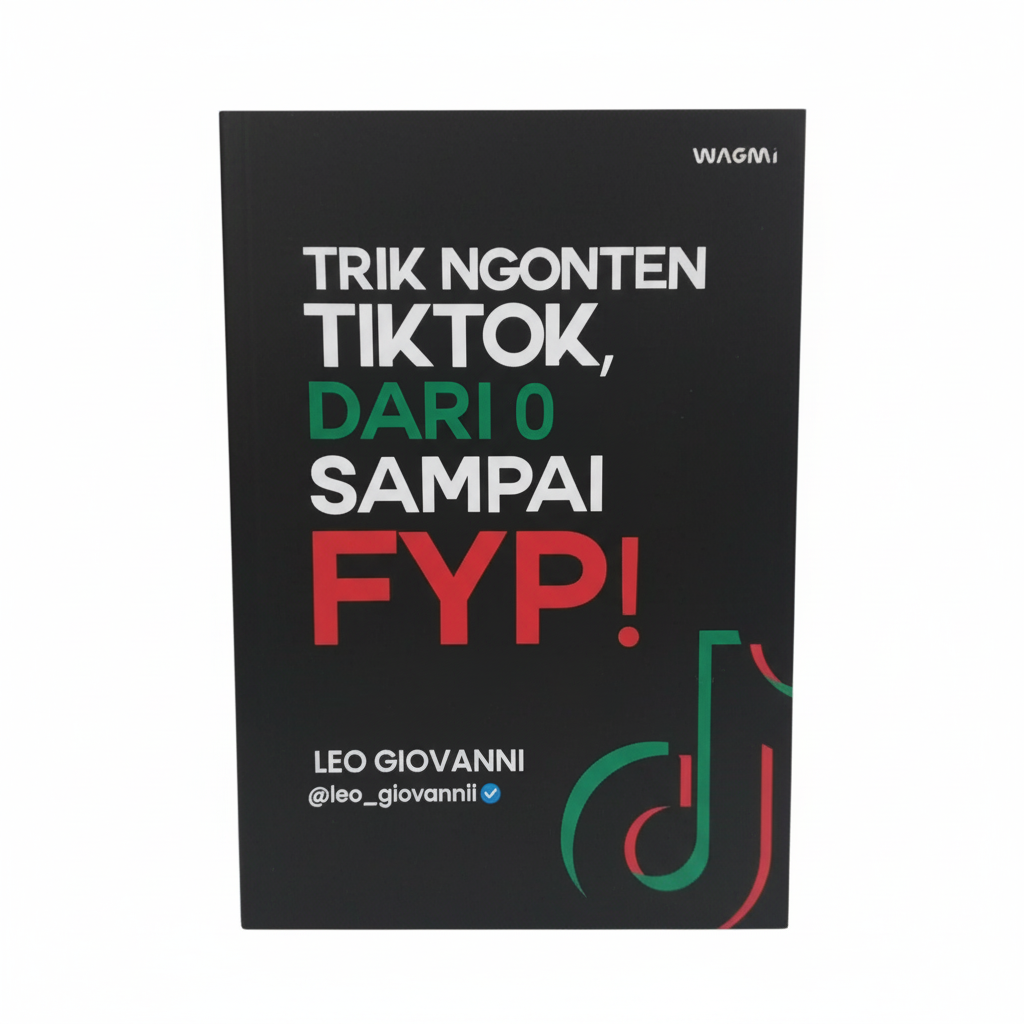 WAGMi
TRIK NGONTEN
TIKTOK,
DARI 0
SAMPAI
FYP!
LEO GIOVANNI
@leo_giovannii